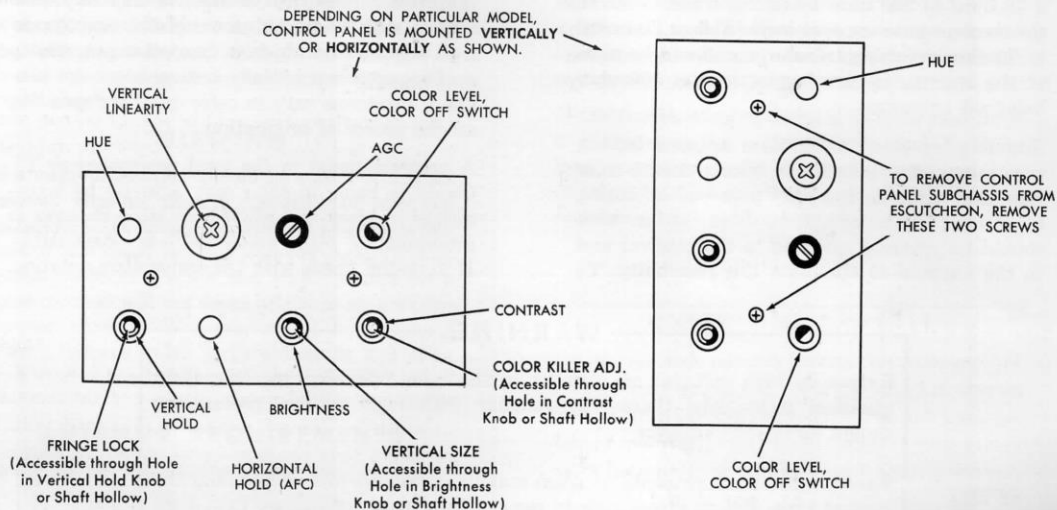 DEPENDING ON PARTICULAR MODEL,
CONTROL PANEL IS MOUNTED VERTICALLY
OR HORIZONTALLY AS SHOWN.
VERTICAL
LINEARITY
COLOR LEVEL,
COLOR OFF SWITCH
HUE
AGC
HUE
TO REMOVE CONTROL
PANEL SUBCHASSIS FROM
ESCUTCHEON, REMOVE
THESE TWO SCREWS
CONTRAST
COLOR KILLER ADJ.
(Accessible through
Hole in Contrast
Knob or Shaft Hollow)
VERTICAL
HOLD
BRIGHTNESS
FRINGE LOCK
(Accessible through Hole
in Vertical Hold Knob
or Shaft Hollow)
HORIZONTAL
HOLD (AFC)
VERTICAL SIZE
(Accessible through
Hole in Brightness
Knob or Shaft Hollow)
COLOR LEVEL,
COLOR OFF SWITCH